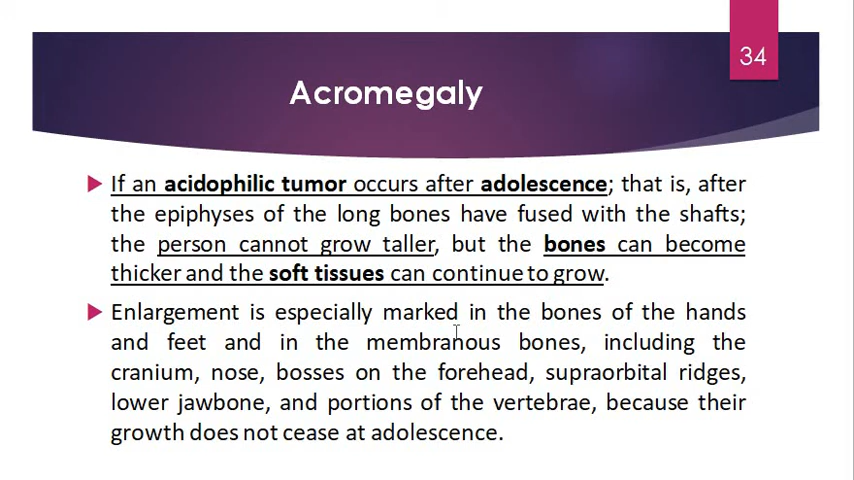 34
Acromegaly
If an acidophilic tumor occurs after adolescence; that is, after
the epiphyses of the long bones have fused with the shafts;
the person cannot grow taller, but the bones can become
thicker and the soft tissues can continue to grow.
Enlargement is especially marked in the bones of the hands
and feet and in the membranous bones, including the
cranium, nose, bosses on the forehead, supraorbital ridges,
lower jawbone, and portions of the vertebrae, because their
growth does not cease at adolescence.